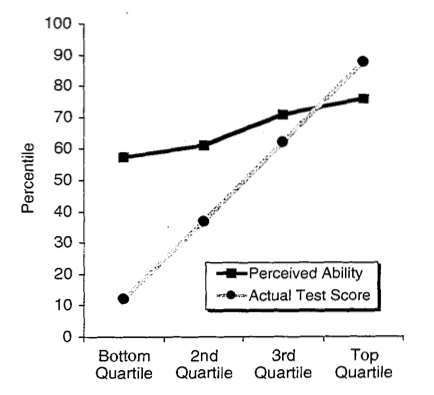 100
90
80
70
60
50
40
30
20
10
0
Percentile
Perceived Ability
Actual Test Score
Bottom Quartile
2nd Quartile
3rd Quartile
Top Quartile